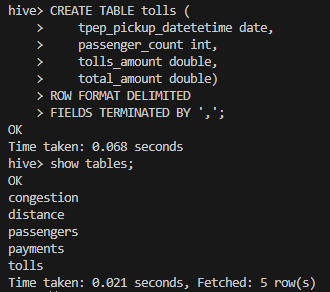 hive> CREATE TABLE tolls (
    >     tpep_pickup_datetetime date,
    >     passenger_count int,
    >     tolls_amount double,
    >     total_amount double)
    > ROW FORMAT DELIMITED
    > FIELDS TERMINATED BY ',';
OK
Time taken: 0.068 seconds
hive> show tables;
OK
congestion
distance
passengers
payments
tolls
Time taken: 0.021 seconds, Fetched: 5 row(s)